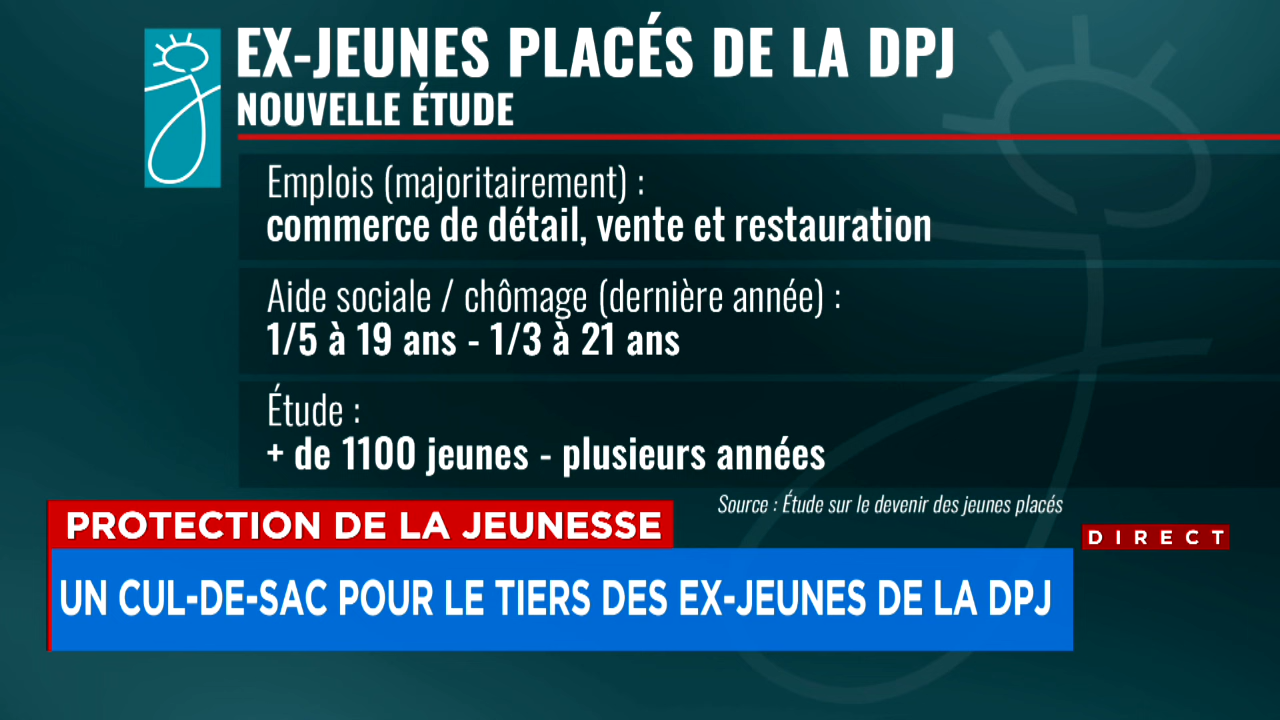 EX-JEUNES PLACÉS DE LA DPJ
NOUVELLE ÉTUDE
Emplois (majoritairement) :
commerce de détail, vente et restauration
Aide sociale / chômage (dernière année) :
1/5 à 19 ans - 1/3 à 21 ans
Étude :
+ de 1100 jeunes - plusieurs années
Source : Étude sur le devenir des jeunes placés
PROTECTION DE LA JEUNESSE
DIRECT
UN CUL-DE-SAC POUR LE TIERS DES EX-JEUNES DE LA DPJ